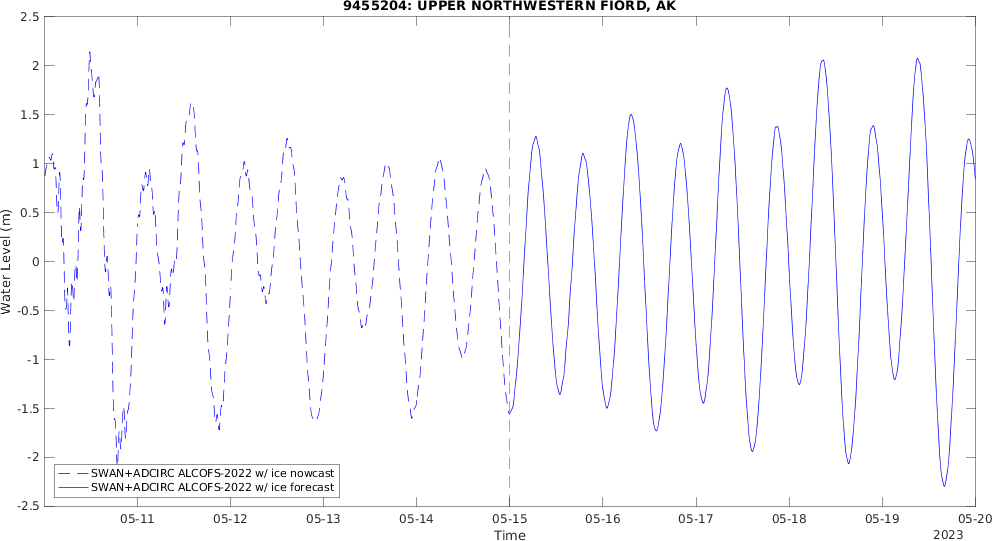 9455204: UPPER NORTHWESTERN FIORD, AK
2.5
2
1.5
1
0.5
0
-0.5
-1
-1.5
-2
-2.5
Water Level (m)
SWAN+ADCIRC ALCOFS-2022 w/ ice nowcast
SWAN+ADCIRC ALCOFS-2022 w/ ice forecast
05-11 05-12 05-13 05-14 05-15 05-16 05-17 05-18 05-19 05-20
Time
2023